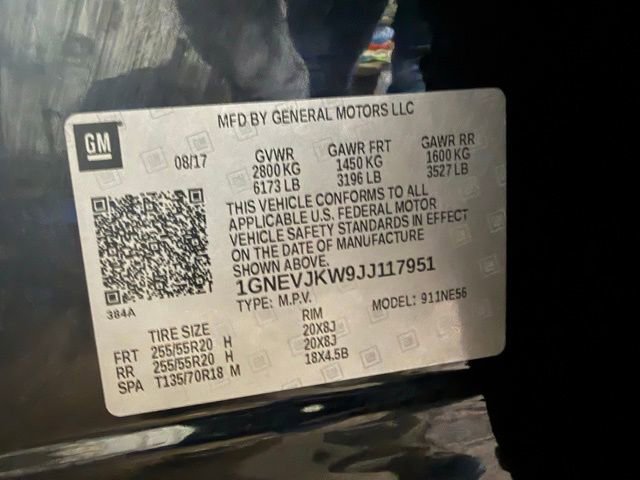 MFD BY GENERAL MOTORS LLC
GM
08/17 GVWR GAWR FRT GAWR RR
2800 KG 1450 KG 1600 KG
6173 LB 3196 LB 3527 LB
THIS VEHICLE CONFORMS TO ALL
APPLICABLE U.S. FEDERAL MOTOR
VEHICLE SAFETY STANDARDS IN EFFECT
ON THE DATE OF MANUFACTURE
SHOWN ABOVE.
1GNEVJKW9JJ117951
384A TYPE: M.P.V. MODEL: 911NE56
TIRE SIZE RIM
FRT 255/55R20 H 20X8J
RR 255/55R20 H 20X8J
SPA T135/70R18 M 18X4.5B